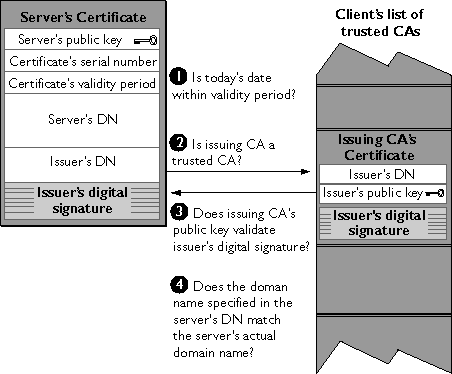 Server's Certificate
Server's public key
Certificate's serial number
Certificate's validity period
Server's DN
Issuer's DN
Issuer's digital
signature
1 Is today's date
within validity period?
2 Is issuing CA a
trusted CA?
3 Does issuing CA's
public key validate
issuer's digital signature?
4 Does the doman
name specified in the
server's DN match
the server's actual
domain name?
Client's list of
trusted CAs
Issuing CA's
Certificate
Issuer's DN
Issuer's public key
Issuer's digital
signature